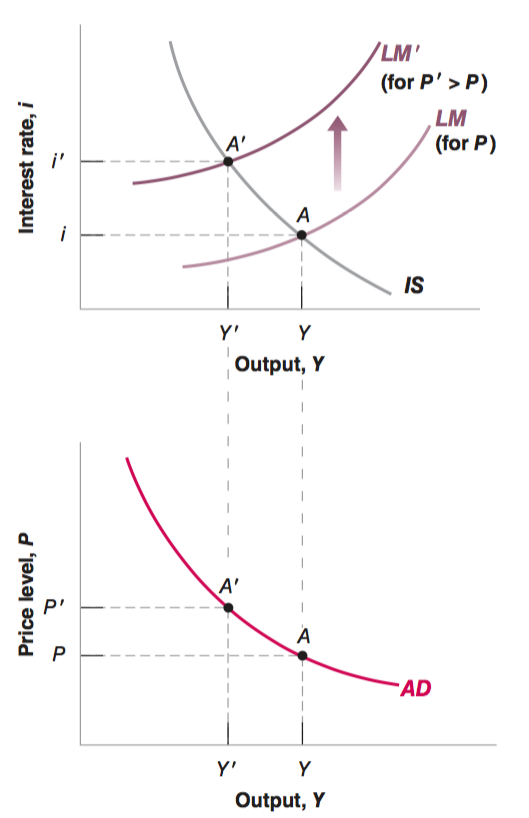 LM'
(for P' > P)
LM
(for P)
A'
i'
A
i
IS
Interest rate, i
Y'
Y
Output, Y
A'
P'
A
P
AD
Price level, P
Y'
Y
Output, Y